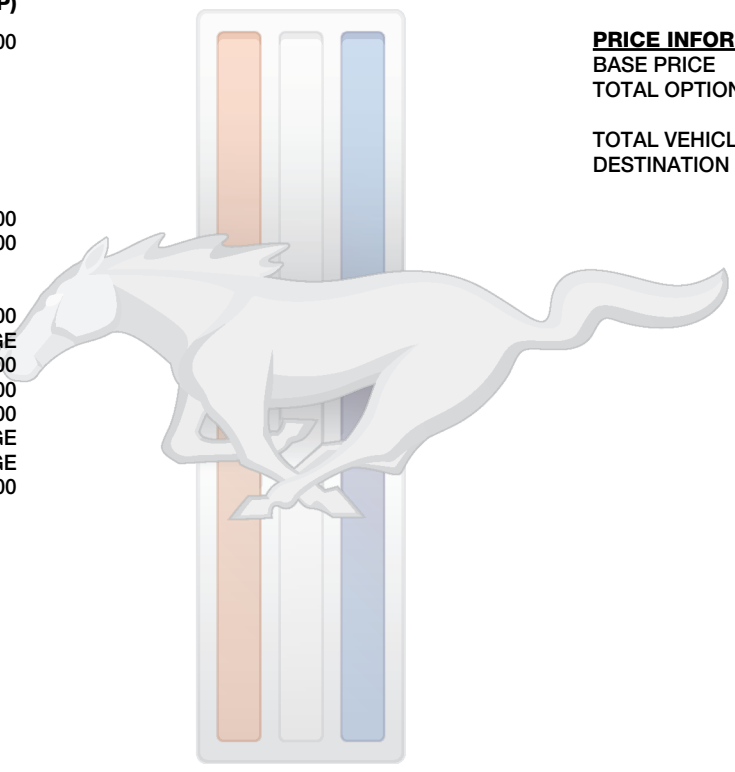 P)
00
00
00
00
GE
00
00
00
GE
GE
00
PRICE INFOR
BASE PRICE
TOTAL OPTION
TOTAL VEHICL
DESTINATION